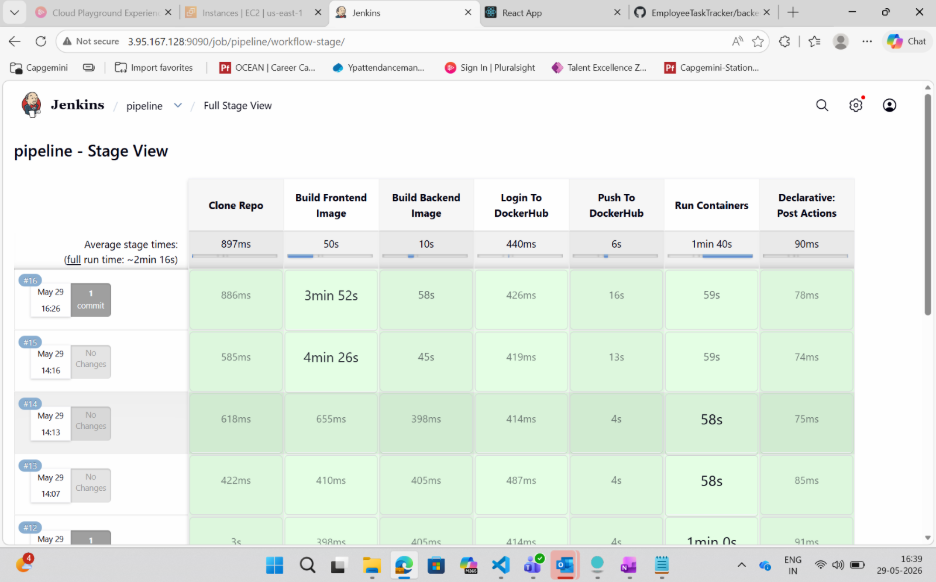 Cloud Playground Experien
Instances | EC2 | us-east-1
Jenkins
React App
EmployeeTaskTracker/backe
Not secure
3.95.167.128:9090/job/pipeline/workflow-stage/
Chat
Capgemini
Import favorites
OCEAN | Career Ca...
Ypattendanceman...
Sign In | Pluralsight
Talent Excellence Z...
Capgemini-Station...
Jenkins / pipeline / Full Stage View
pipeline - Stage View
Clone Repo
Build Frontend
Image
Build Backend
Image
Login To
DockerHub
Push To
DockerHub
Run Containers
Declarative:
Post Actions
Average stage times:
(full run time: ~2min 16s)
897ms 50s 10s 440ms 6s 1min 40s 90ms
#16
May 29
16:26
1
commit
886ms 3min 52s 58s 426ms 16s 59s 78ms
#15
May 29
14:16
No
Changes
585ms 4min 26s 45s 419ms 13s 59s 74ms
#14
May 29
14:13
No
Changes
618ms 655ms 398ms 414ms 4s 58s 75ms
#13
May 29
14:07
No
Changes
422ms 410ms 405ms 487ms 4s 58s 85ms
#12
May 29
1
3s 398ms 405ms 414ms 4s 1min 0s 91ms
4
ENG
IN
16:39
29-05-2026